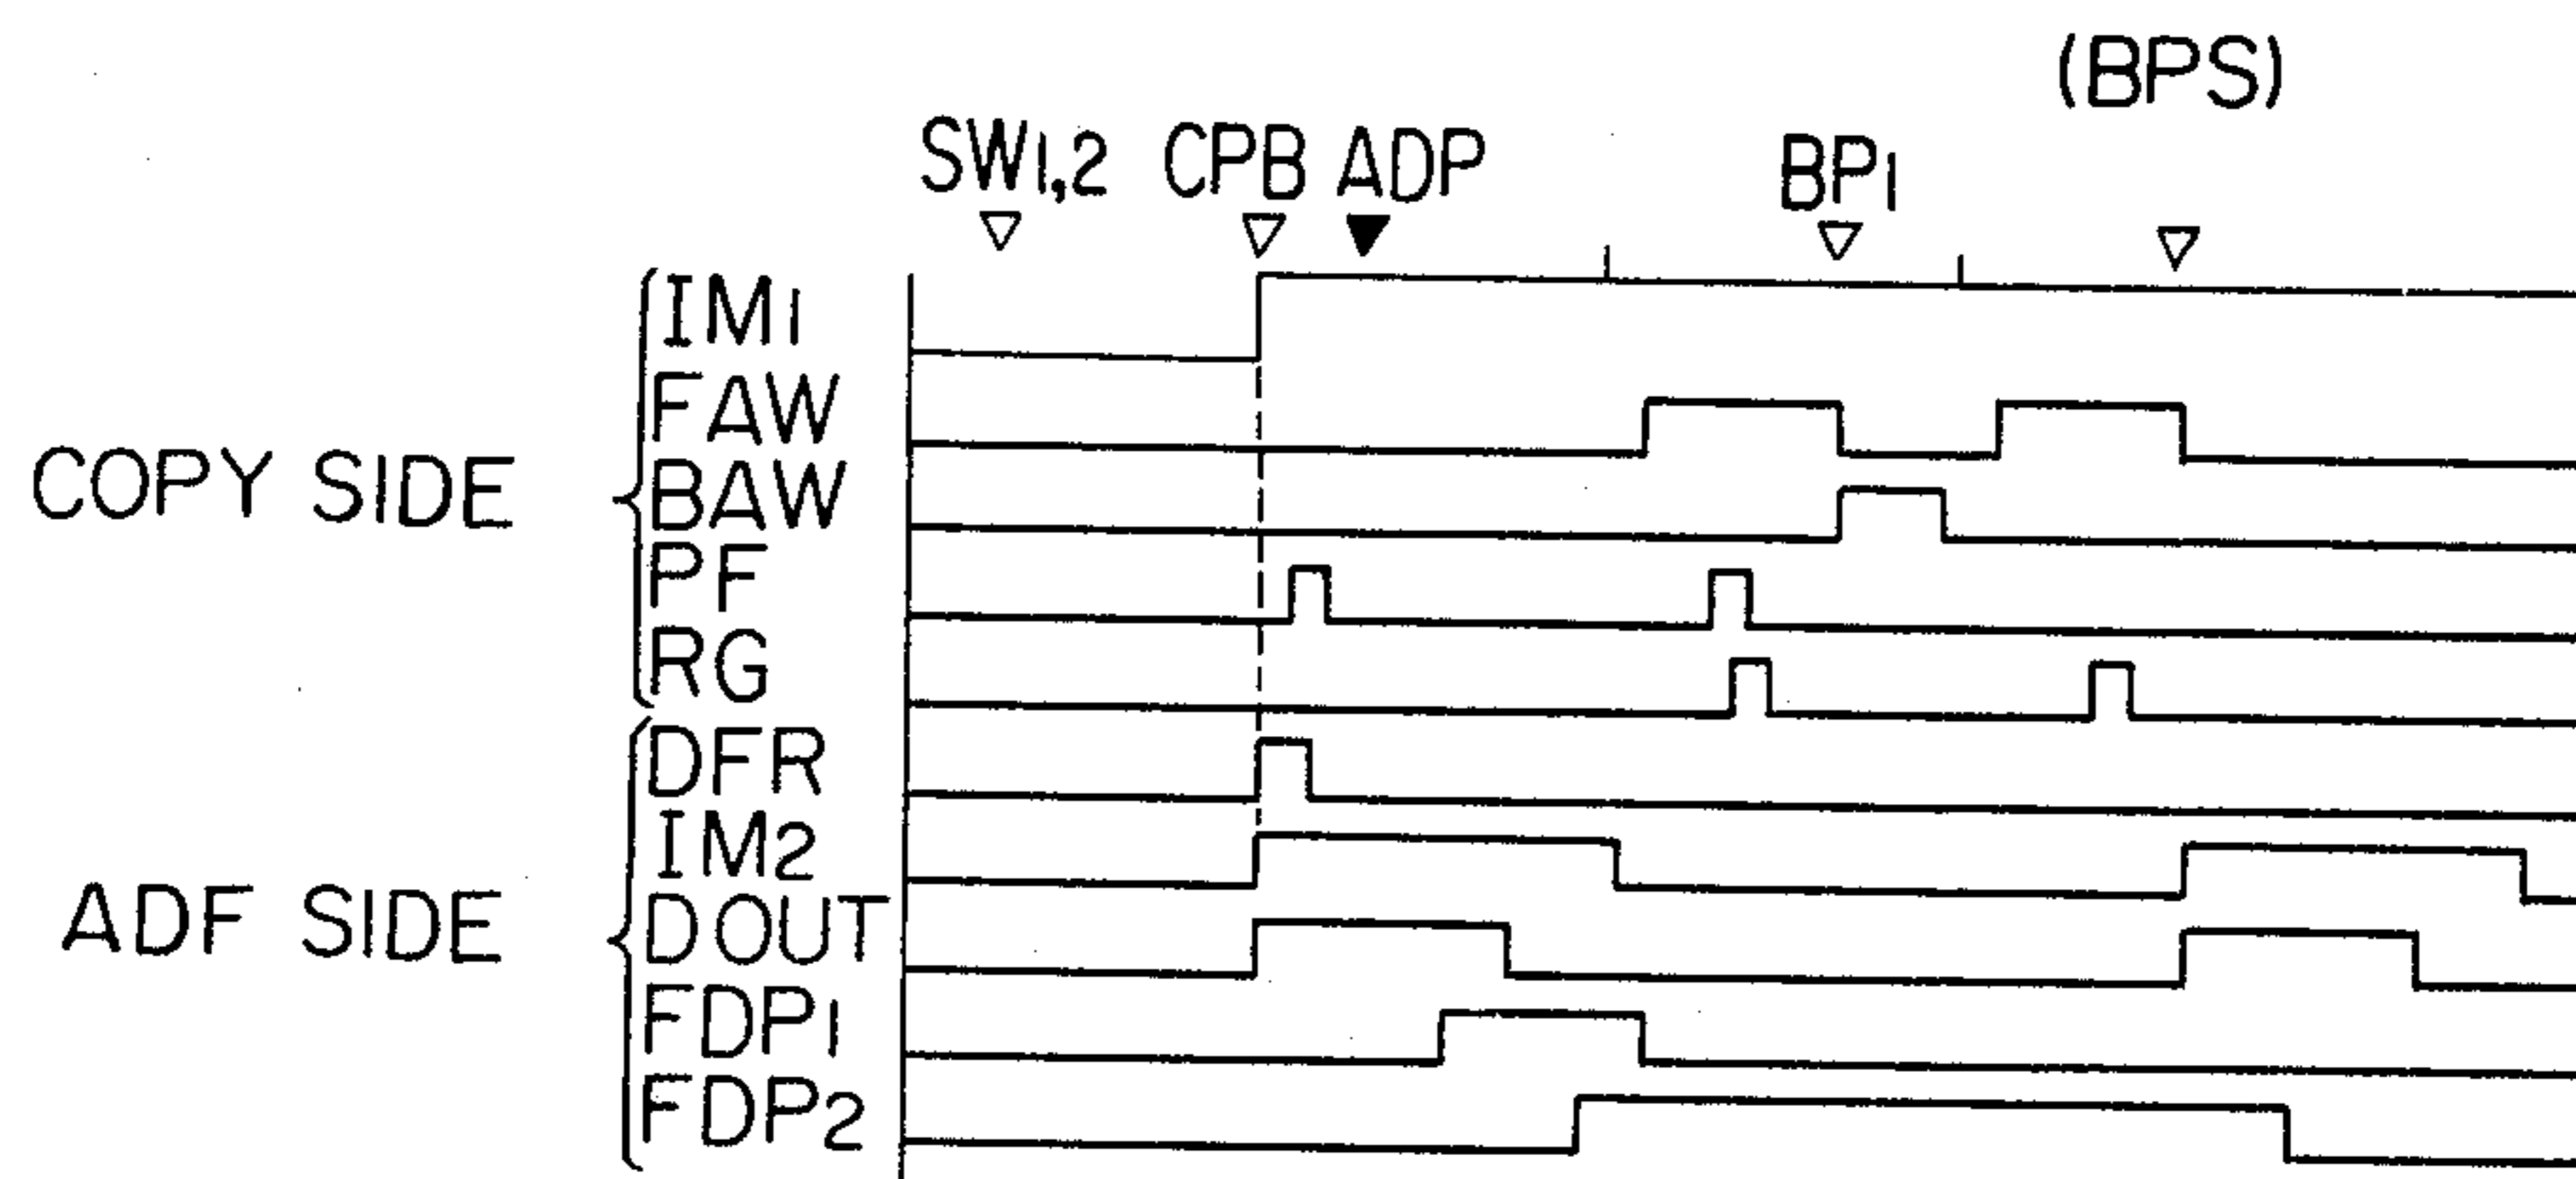 (BPS)
SW1,2 CPB ADP BP1
IM1
FAW
BAW
PF
RG
COPY SIDE
DFR
IM2
DOUT
FDP1
FDP2
ADF SIDE